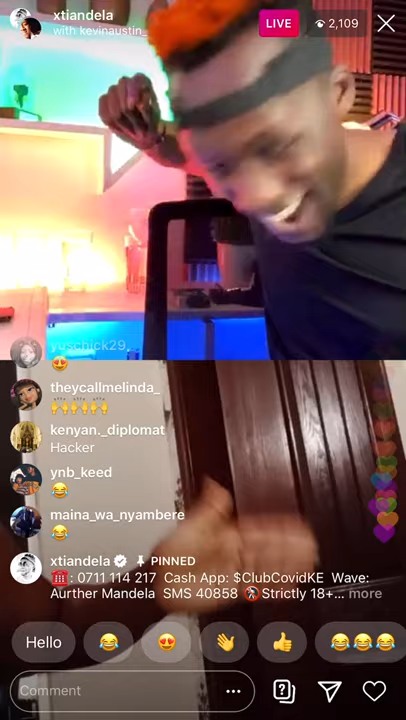 xtiandela
with kevinaustin_
LIVE
2,109
yuschick29.
theycallmelinda_
kenyan._diplomat
Hacker
ynb_keed
maina_wa_nyambere
xtiandela PINNED
: 0711 114 217 Cash App: $ClubCovidKE Wave:
Aurther Mandela SMS 40858 Strictly 18+... more
Hello
Comment